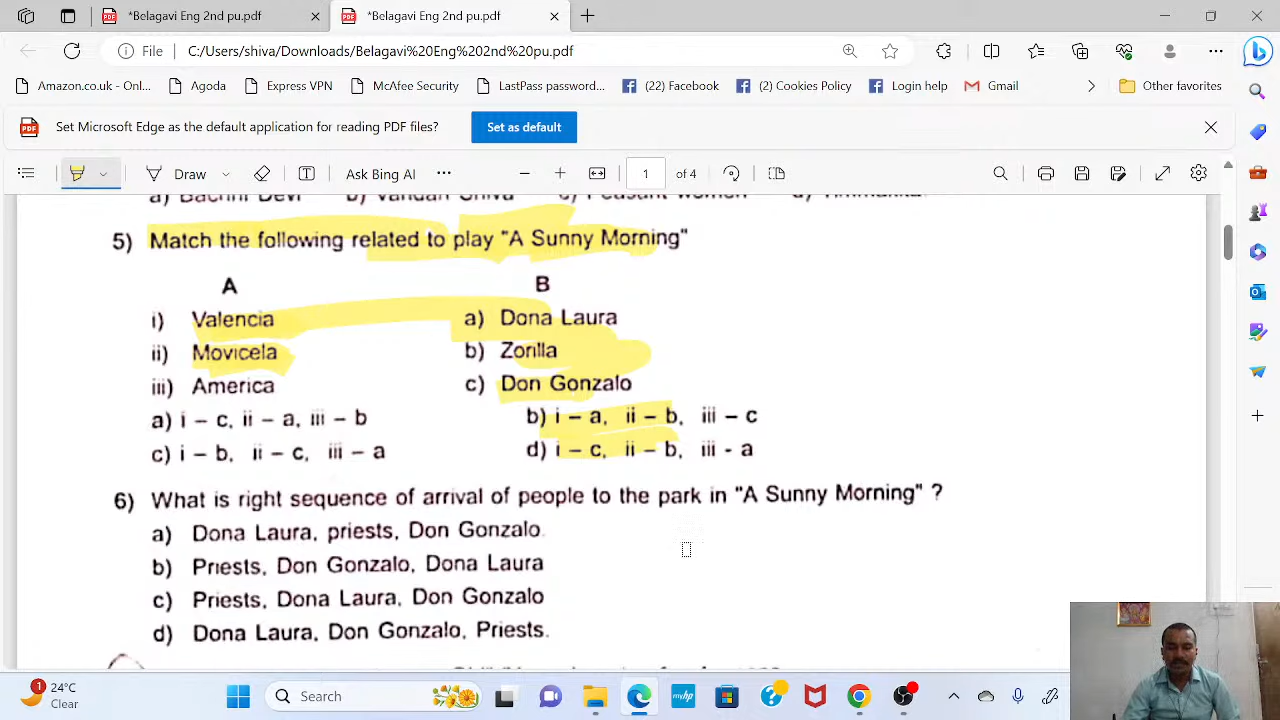 *Belagavi Eng 2nd pu.pdf
*Belagavi Eng 2nd pu.pdf
File C:/Users/shiva/Downloads/Belagavi%20Eng%202nd%20pu.pdf
Amazon.co.uk - Onl... Agoda Express VPN McAfee Security LastPass password... (22) Facebook (2) Cookies Policy Login help Gmail Other favorites
Set Microsoft Edge as the default application for reading PDF files? Set as default
Draw Ask Bing AI 1 of 4
5) Match the following related to play "A Sunny Morning"
A B
i) Valencia a) Dona Laura
ii) Movicela b) Zorilla
iii) America c) Don Gonzalo
a) i – c, ii – a, iii – b b) i – a, ii – b, iii – c
c) i – b, ii – c, iii – a d) i – c, ii – b, iii - a
6) What is right sequence of arrival of people to the park in "A Sunny Morning" ?
a) Dona Laura, priests, Don Gonzalo.
b) Priests, Don Gonzalo, Dona Laura
c) Priests, Dona Laura, Don Gonzalo
d) Dona Laura, Don Gonzalo, Priests.
1 24°C
Clear
Search
myhp